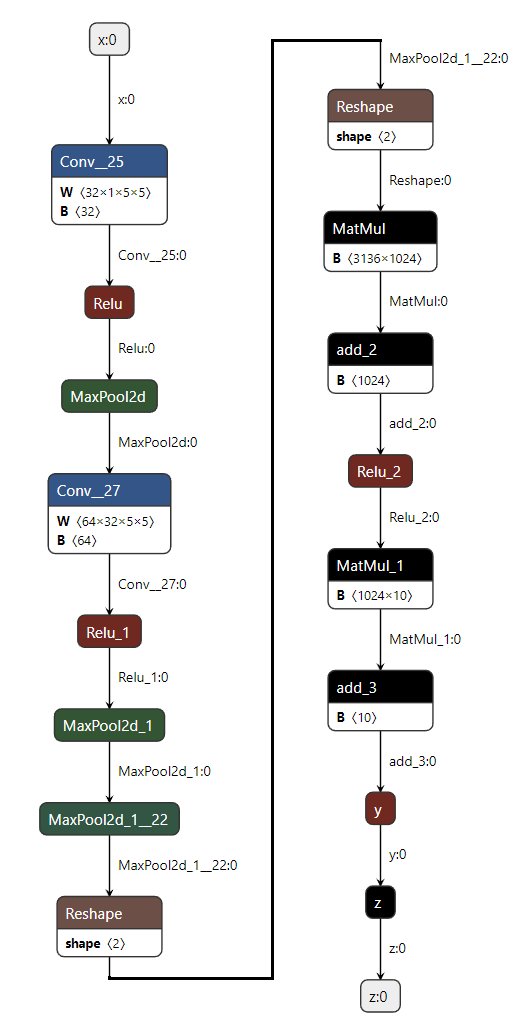 x:0
x:0
Conv__25
W ⟨32×1×5×5⟩
B ⟨32⟩
Conv__25:0
Relu
Relu:0
MaxPool2d
MaxPool2d:0
Conv__27
W ⟨64×32×5×5⟩
B ⟨64⟩
Conv__27:0
Relu_1
Relu_1:0
MaxPool2d_1
MaxPool2d_1:0
MaxPool2d_1__22
MaxPool2d_1__22:0
Reshape
shape ⟨2⟩
MaxPool2d_1__22:0
Reshape
shape ⟨2⟩
Reshape:0
MatMul
B ⟨3136×1024⟩
MatMul:0
add_2
B ⟨1024⟩
add_2:0
Relu_2
Relu_2:0
MatMul_1
B ⟨1024×10⟩
MatMul_1:0
add_3
B ⟨10⟩
add_3:0
y
y:0
z
z:0
z:0